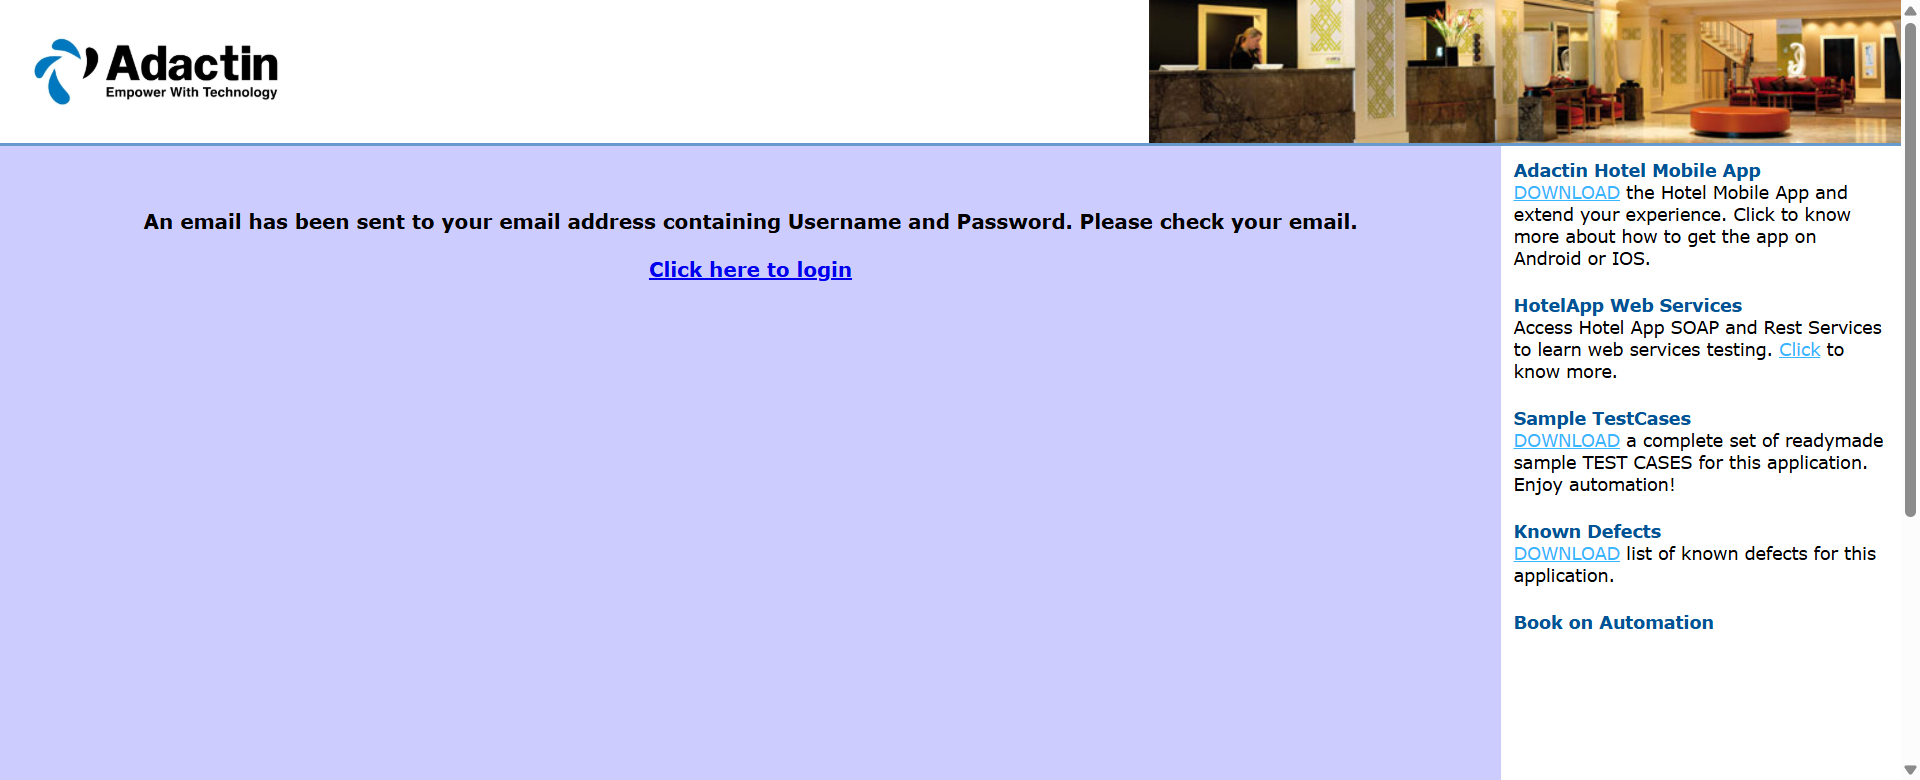 Adactin
Empower With Technology
An email has been sent to your email address containing Username and Password. Please check your email.
Click here to login
Adactin Hotel Mobile App
DOWNLOAD the Hotel Mobile App and
extend your experience. Click to know
more about how to get the app on
Android or IOS.
HotelApp Web Services
Access Hotel App SOAP and Rest Services
to learn web services testing. Click to
know more.
Sample TestCases
DOWNLOAD a complete set of readymade
sample TEST CASES for this application.
Enjoy automation!
Known Defects
DOWNLOAD list of known defects for this
application.
Book on Automation